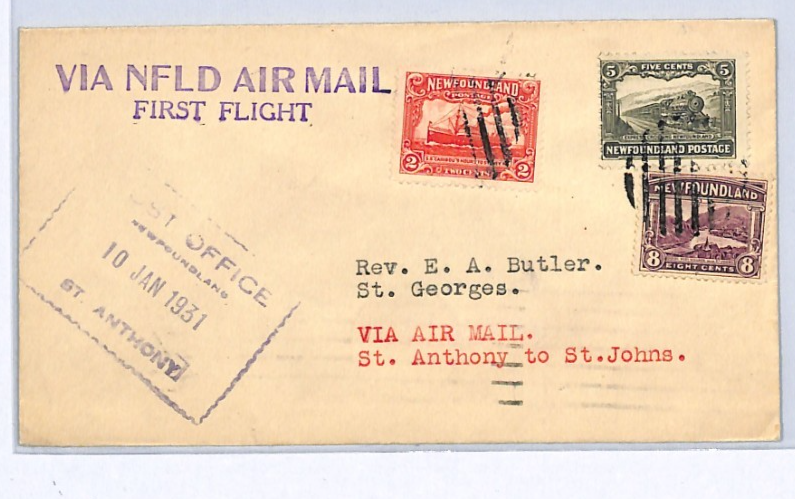 VIA NFLD AIR MAIL
FIRST FLIGHT
NEWFOUNDLAND
POSTAGE
2 2
TWO CENTS
5 FIVE CENTS 5
NEWFOUNDLAND POSTAGE
NEWFOUNDLAND
8 8
EIGHT CENTS
OST OFFICE
NEWFOUNDLAND
10 JAN 1931
ST. ANTHONY
Rev. E. A. Butler.
St. Georges.
VIA AIR MAIL.
St. Anthony to St.Johns.